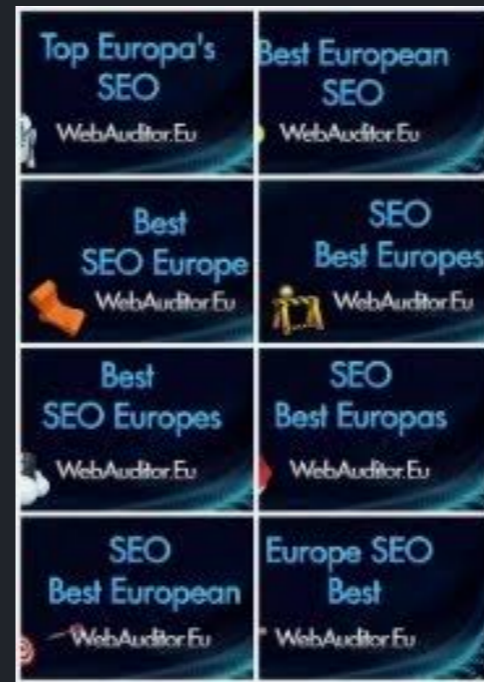 Top Europa's
SEO
WebAuditor.Eu
Best European
SEO
WebAuditor.Eu
Best
SEO Europe
WebAuditor.Eu
SEO
Best Europes
WebAuditor.Eu
Best
SEO Europes
WebAuditor.Eu
SEO
Best Europas
WebAuditor.Eu
SEO
Best European
WebAuditor.Eu
Europe SEO
Best
WebAuditor.Eu